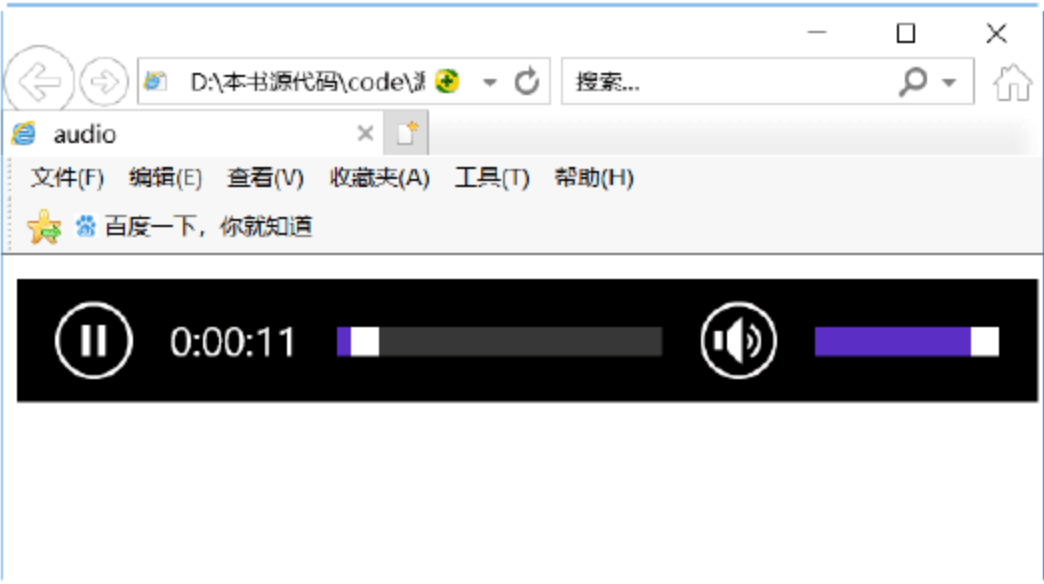 D:\本书源代码\code\
搜索...
audio
文件(F) 编辑(E) 查看(V) 收藏夹(A) 工具(T) 帮助(H)
百度一下，你就知道
0:00:11